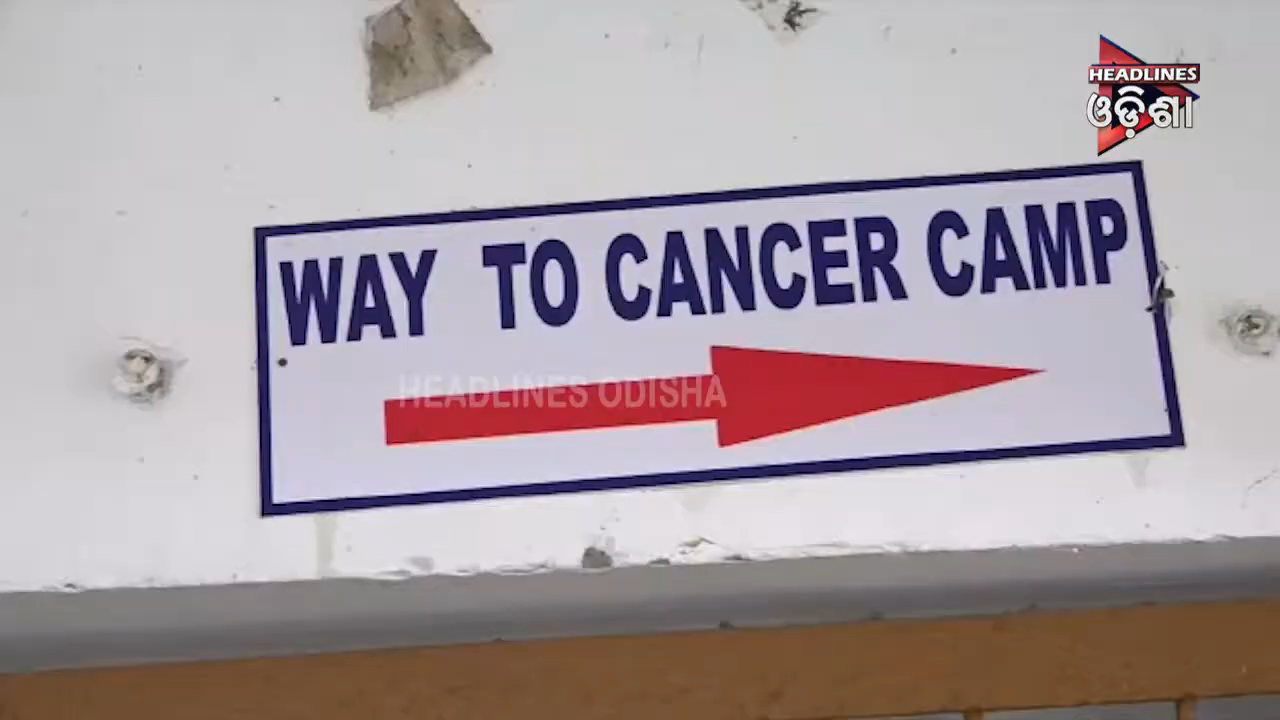 HEADLINES
ଓଡ଼ିଶା
WAY TO CANCER CAMP
HEADLINES ODISHA